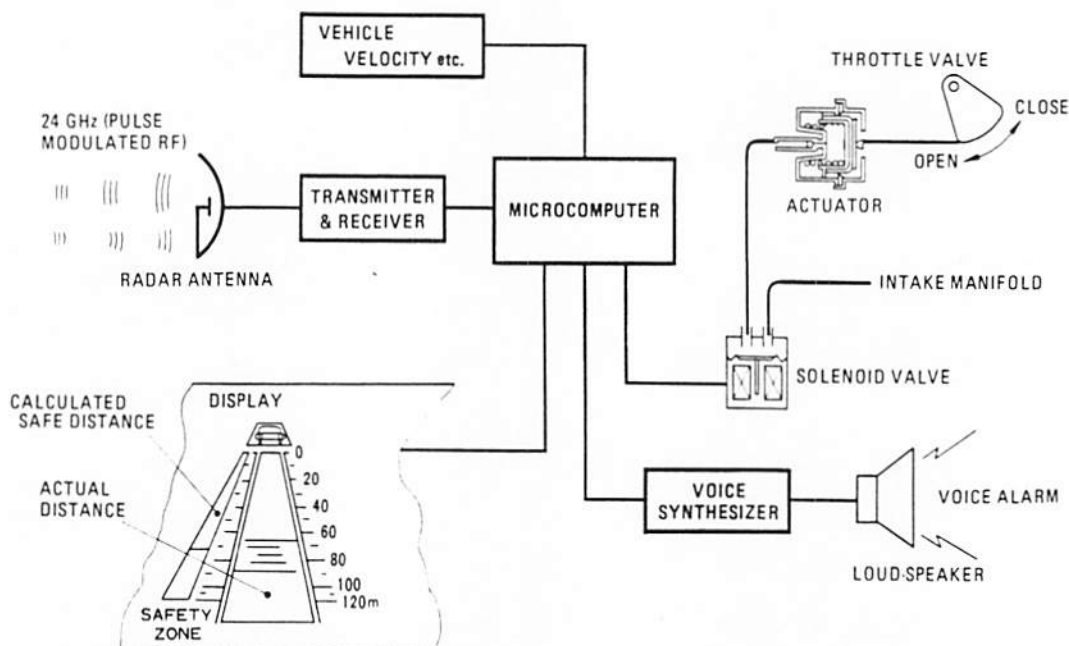 VEHICLE
VELOCITY etc.
THROTTLE VALVE
CLOSE
OPEN
ACTUATOR
24 GHz (PULSE
MODULATED RF)
TRANSMITTER
& RECEIVER
MICROCOMPUTER
RADAR ANTENNA
INTAKE MANIFOLD
SOLENOID VALVE
CALCULATED
SAFE DISTANCE
DISPLAY
ACTUAL
DISTANCE
0
20
40
60
80
100
120m
SAFETY
ZONE
VOICE
SYNTHESIZER
VOICE ALARM
LOUD-SPEAKER